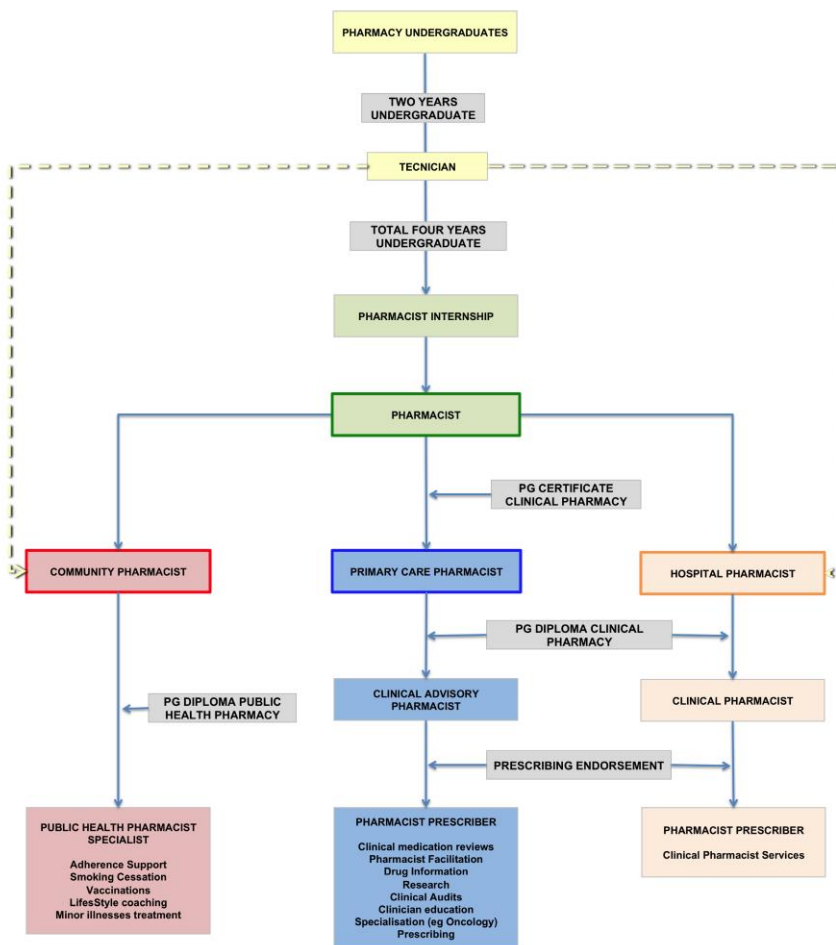 PHARMACY UNDERGRADUATES
TWO YEARS
UNDERGRADUATE
TECNICIAN
TOTAL FOUR YEARS
UNDERGRADUATE
PHARMACIST INTERNSHIP
PHARMACIST
PG CERTIFICATE
CLINICAL PHARMACY
COMMUNITY PHARMACIST
PRIMARY CARE PHARMACIST
HOSPITAL PHARMACIST
PG DIPLOMA CLINICAL
PHARMACY
PG DIPLOMA PUBLIC
HEALTH PHARMACY
CLINICAL ADVISORY
PHARMACIST
CLINICAL PHARMACIST
PRESCRIBING ENDORSEMENT
PUBLIC HEALTH PHARMACIST
SPECIALIST
Adherence Support
Smoking Cessation
Vaccinations
LifesStyle coaching
Minor illnesses treatment
PHARMACIST PRESCRIBER
Clinical medication reviews
Pharmacist Facilitation
Drug Information
Research
Clinical Audits
Clinician education
Specialisation (eg Oncology)
Prescribing
PHARMACIST PRESCRIBER
Clinical Pharmacist Services